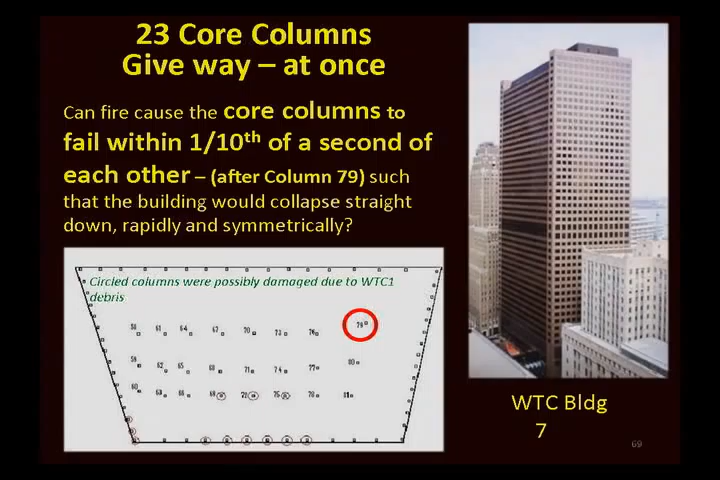 23 Core Columns
Give way – at once
Can fire cause the core columns to
fail within 1/10th of a second of
each other – (after Column 79) such
that the building would collapse straight
down, rapidly and symmetrically?
Circled columns were possibly damaged due to WTC1
debris
58 61 64 67 70 73 76 79
59 62 65 68 71 74 77 80
60 63 66 69 72 75 78 81
WTC Bldg
7
69